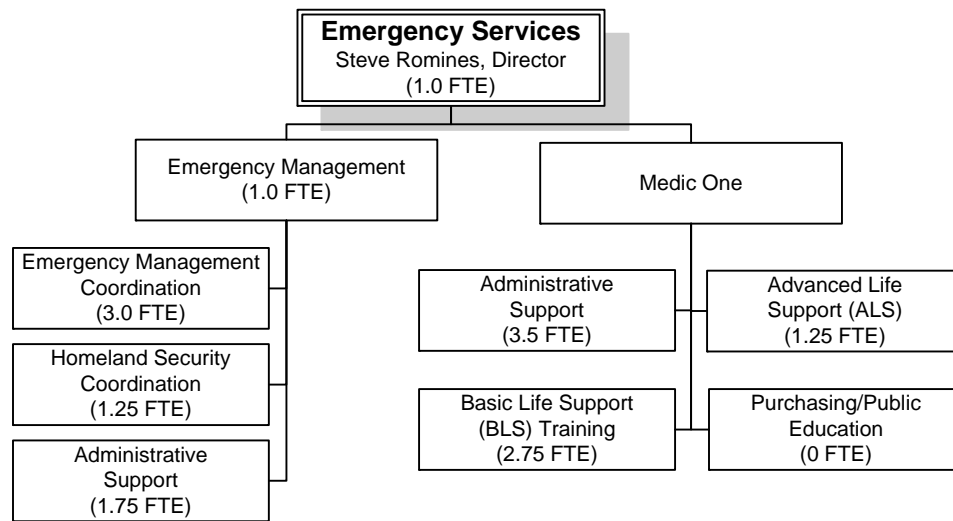 Emergency Services
Steve Romines, Director
(1.0 FTE)
Emergency Management
(1.0 FTE)
Medic One
Emergency Management
Coordination
(3.0 FTE)
Homeland Security
Coordination
(1.25 FTE)
Administrative
Support
(1.75 FTE)
Administrative
Support
(3.5 FTE)
Advanced Life
Support (ALS)
(1.25 FTE)
Basic Life Support
(BLS) Training
(2.75 FTE)
Purchasing/Public
Education
(0 FTE)